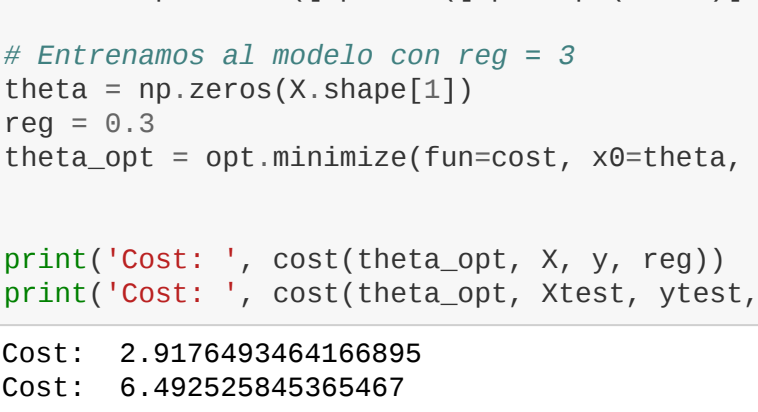 # Entrenamos al modelo con reg = 3
theta = np.zeros(X.shape[1])
reg = 0.3
theta_opt = opt.minimize(fun=cost, x0=theta,
print('Cost: ', cost(theta_opt, X, y, reg))
print('Cost: ', cost(theta_opt, Xtest, ytest,
Cost:  2.9176493464166895
Cost:  6.492525845365467